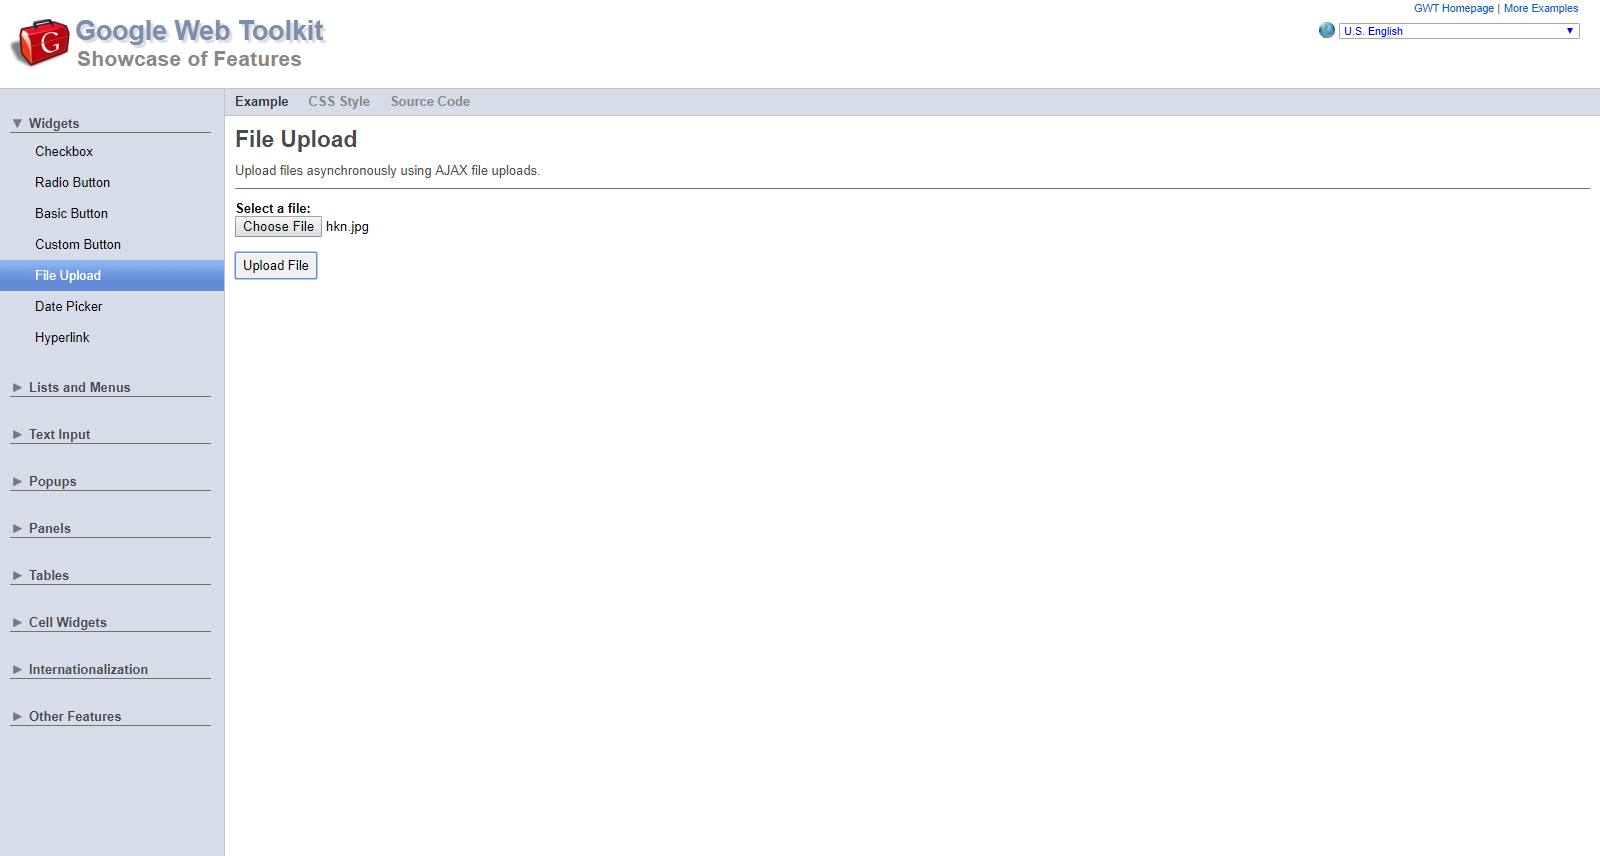 GWT Homepage | More Examples
Google Web Toolkit
Showcase of Features
U.S. English
Example CSS Style Source Code
Widgets
Checkbox
Radio Button
Basic Button
Custom Button
File Upload
Date Picker
Hyperlink
Lists and Menus
Text Input
Popups
Panels
Tables
Cell Widgets
Internationalization
Other Features
File Upload
Upload files asynchronously using AJAX file uploads.
Select a file:
Choose File hkn.jpg
Upload File